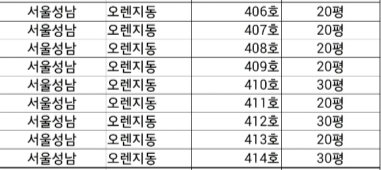 서울성남 오렌지동 406호 20평
서울성남 오렌지동 407호 20평
서울성남 오렌지동 408호 20평
서울성남 오렌지동 409호 20평
서울성남 오렌지동 410호 30평
서울성남 오렌지동 411호 20평
서울성남 오렌지동 412호 30평
서울성남 오렌지동 413호 20평
서울성남 오렌지동 414호 30평